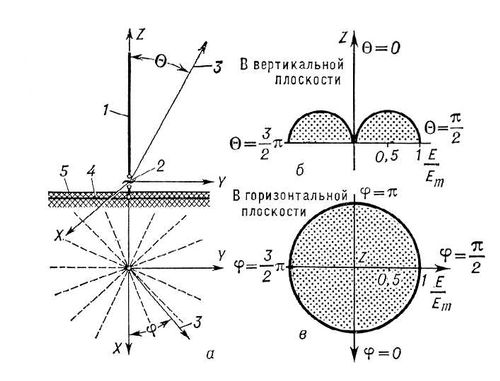 Z
Θ
3
1
2
5
4
Y
X
Y
φ
3
X
а
В вертикальной
плоскости
Z
Θ=0
Θ=3/2π
Θ=π/2
0,5
1
E/Em
б
В горизонтальной
плоскости
φ=π
φ=3/2π
Z
φ=π/2
0,5
1
E/Em
в
φ=0